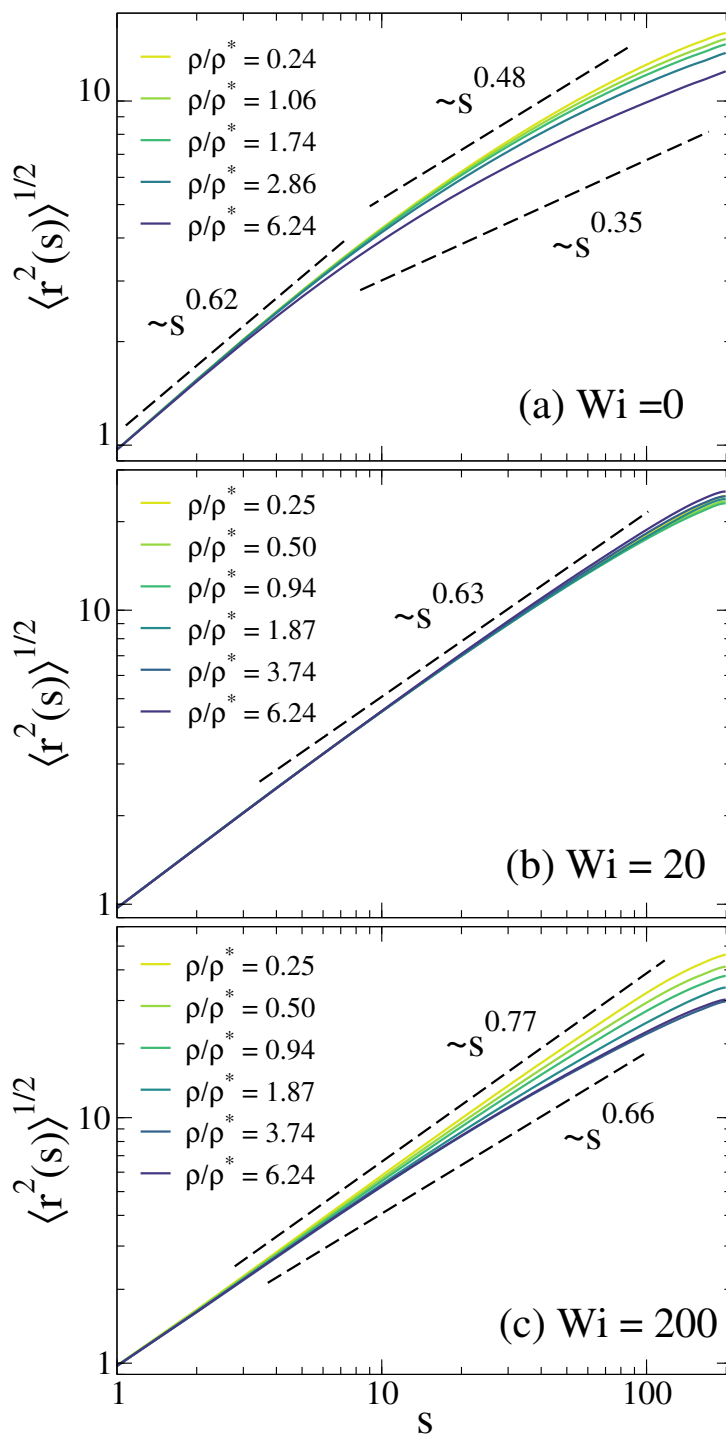 ρ/ρ* = 0.24
ρ/ρ* = 1.06
ρ/ρ* = 1.74
ρ/ρ* = 2.86
ρ/ρ* = 6.24
~s^0.48
~s^0.35
~s^0.62
10
1
⟨r^2(s)⟩^1/2
(a) Wi =0
ρ/ρ* = 0.25
ρ/ρ* = 0.50
ρ/ρ* = 0.94
ρ/ρ* = 1.87
ρ/ρ* = 3.74
ρ/ρ* = 6.24
~s^0.63
10
1
⟨r^2(s)⟩^1/2
(b) Wi = 20
ρ/ρ* = 0.25
ρ/ρ* = 0.50
ρ/ρ* = 0.94
ρ/ρ* = 1.87
ρ/ρ* = 3.74
ρ/ρ* = 6.24
~s^0.77
~s^0.66
10
1
⟨r^2(s)⟩^1/2
(c) Wi = 200
1 10 100
s